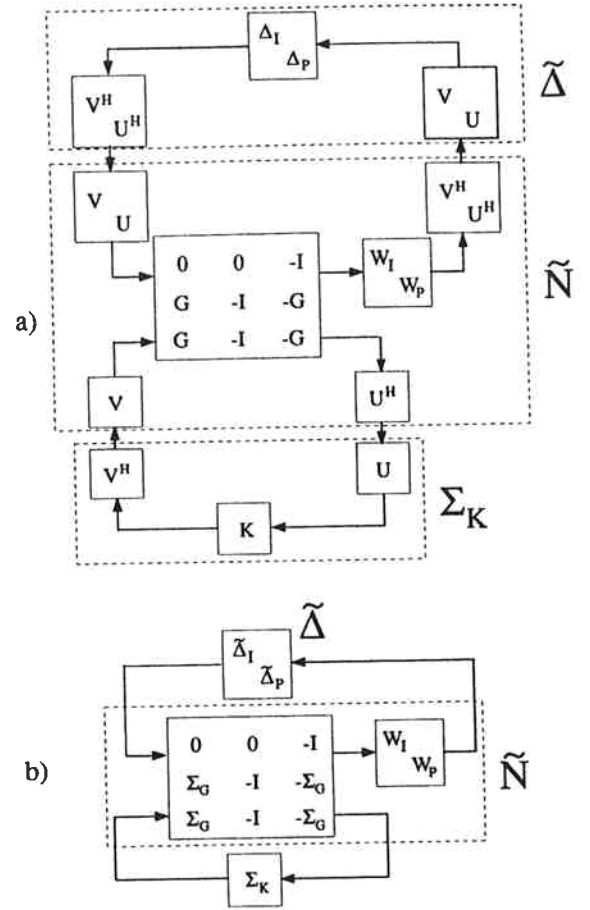 Δ_I
Δ_P
Δ̃
V^H
U^H
V
U
V
U
V^H
U^H
0 0 -I
G -I -G
G -I -G
W_I
W_P
Ñ
a)
V
U^H
V^H
U
K
Σ_K
Δ̃
Δ̃_I
Δ̃_P
0 0 -I
Σ_G -I -Σ_G
Σ_G -I -Σ_G
W_I
W_P
Ñ
b)
Σ_K